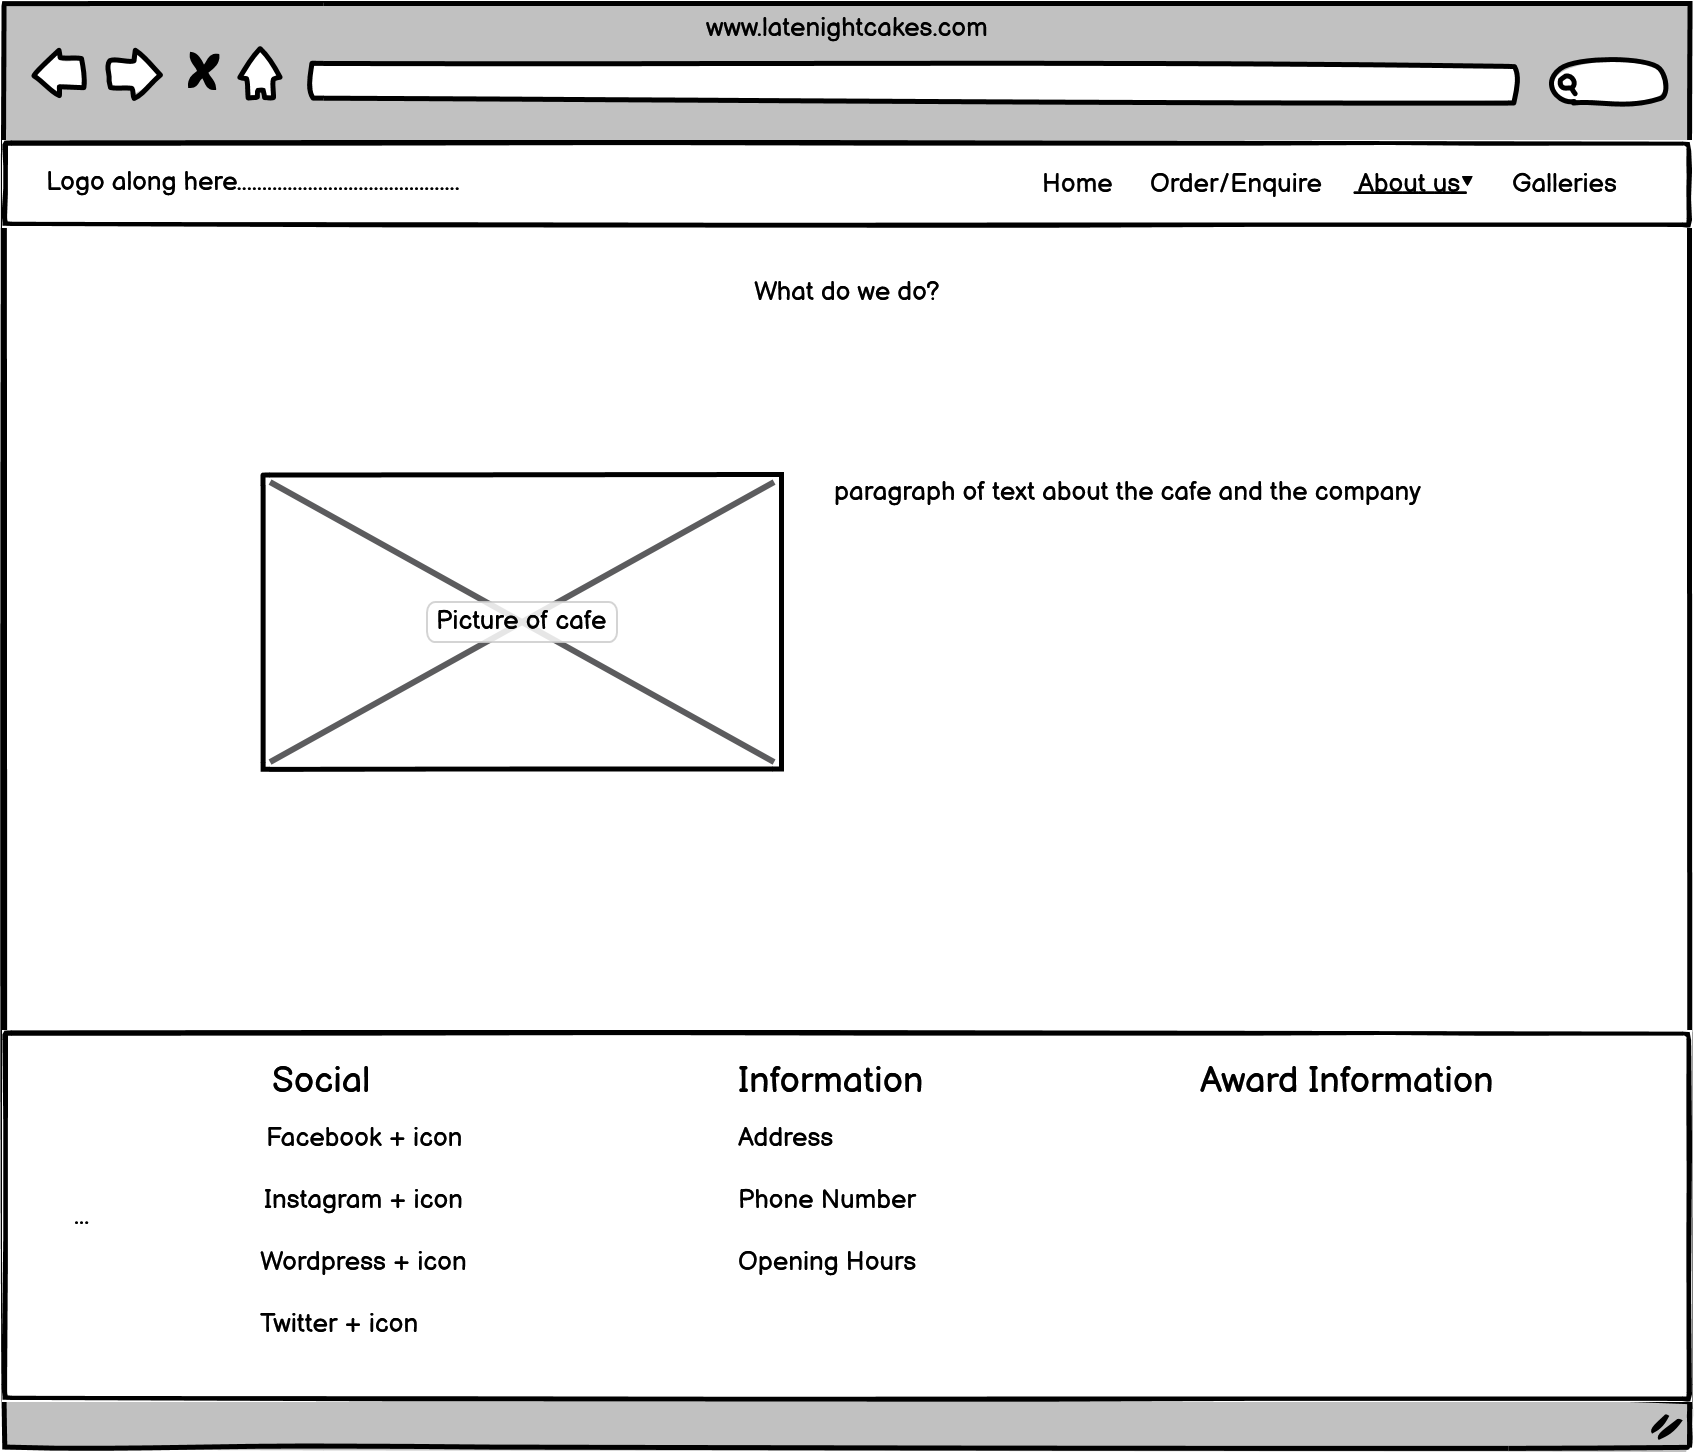 www.latenightcakes.com
Logo along here............................................
Home Order/Enquire About us▾ Galleries
What do we do?
paragraph of text about the cafe and the company
Picture of cafe
Social Information Award Information
Facebook + icon Address
Instagram + icon Phone Number
...
Wordpress + icon Opening Hours
Twitter + icon